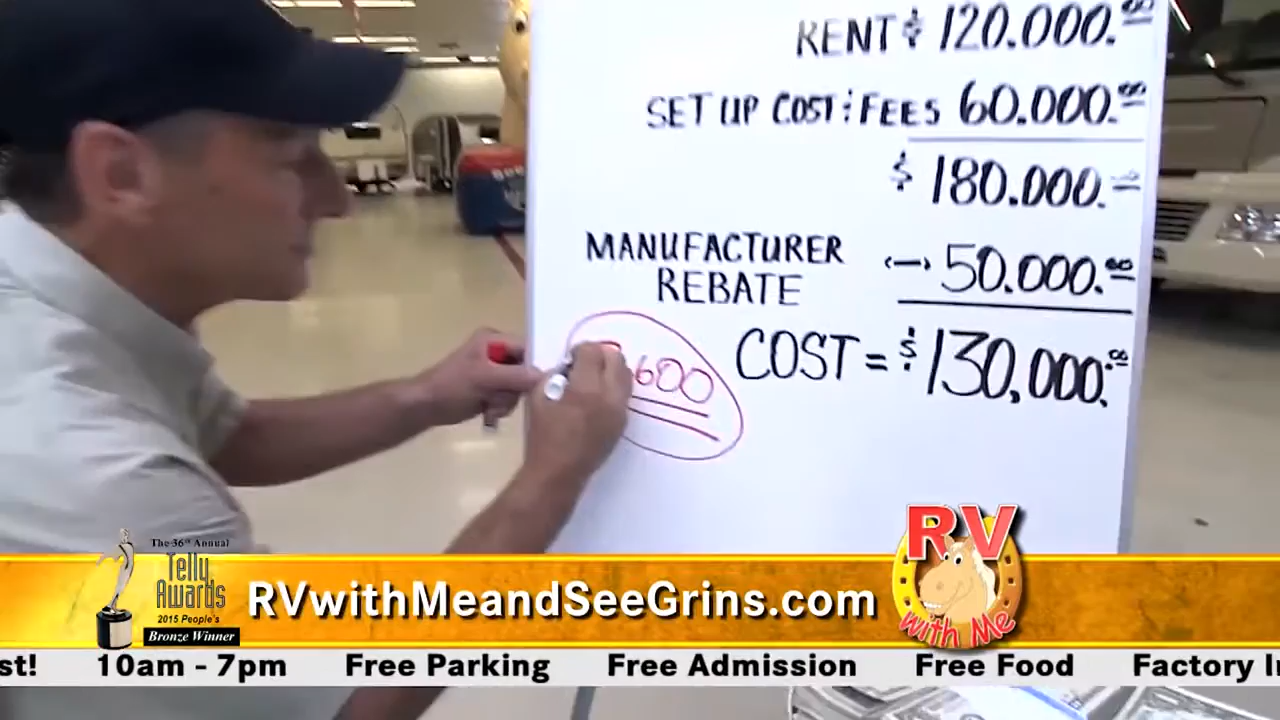 RENT $ 120.000.00
SET UP COST: FEES 60.000.00
$ 180.000.
MANUFACTURER
REBATE
<-> 50.000.00
COST = $130,000.00
600
The 36th Annual
Telly
Awards
2015 People's
Bronze Winner
RVwithMeandSeeGrins.com
RV
with Me
st! 10am - 7pm Free Parking Free Admission Free Food Factory In